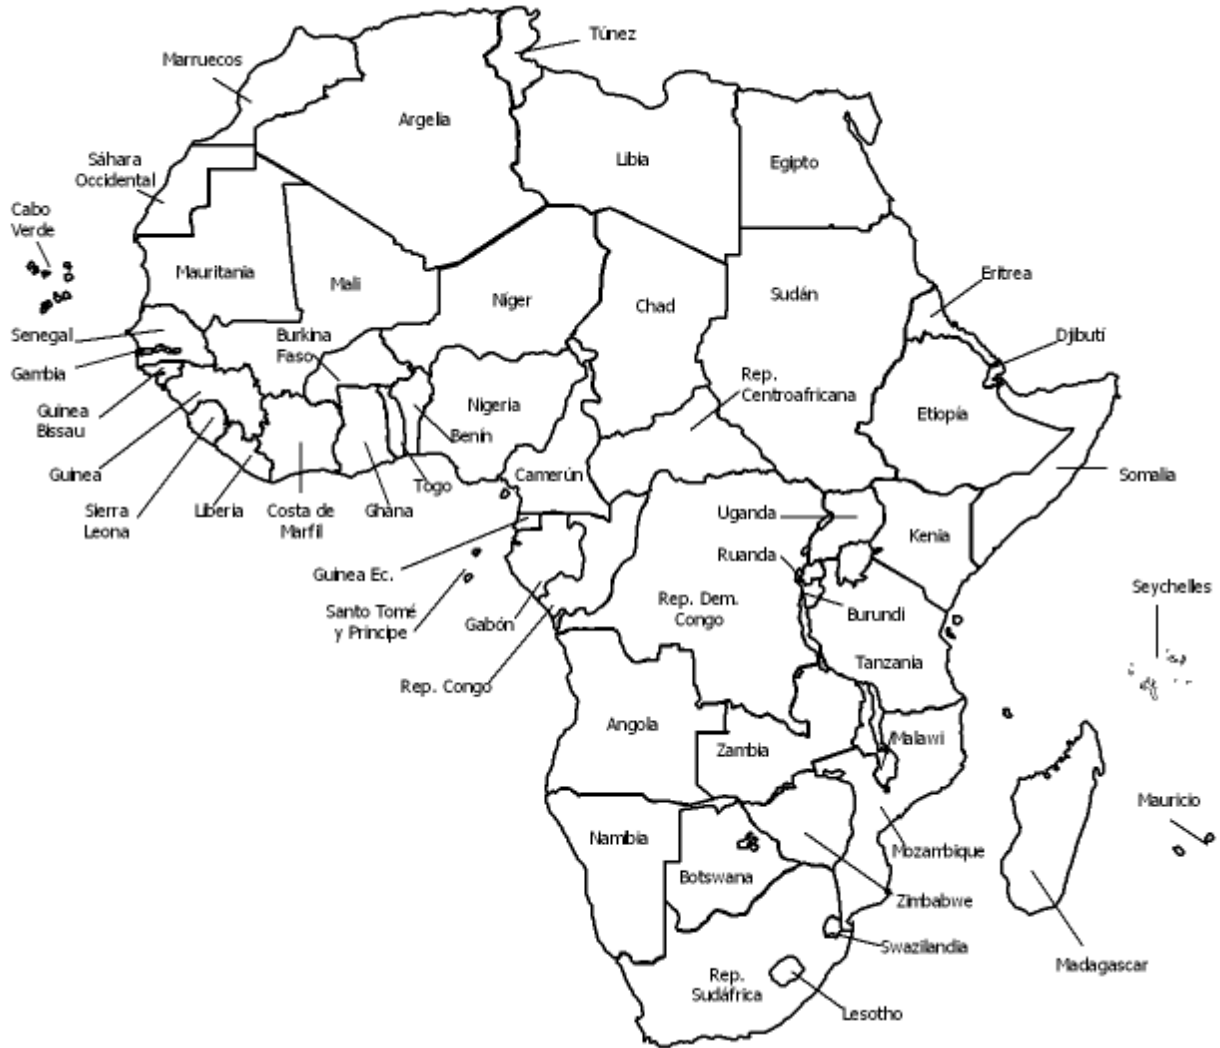 Túnez
Marruecos
Argelia
Libia
Egipto
Sáhara
Occidental
Cabo
Verde
Mauritania
Mali
Níger
Chad
Sudán
Eritrea
Senegal
Burkina
Faso
Djibutí
Gambia
Rep.
Centroafricana
Guinea
Bissau
Nigeria
Benín
Etiopía
Guinea
Camerún
Somalia
Togo
Sierra
Leona
Liberia
Costa de
Marfil
Ghana
Uganda
Kenia
Ruanda
Guinea Ec.
Seychelles
Santo Tomé
y Principe
Gabón
Rep. Dem.
Congo
Burundi
Tanzania
Rep. Congo
Angola
Zambia
Malawi
Mauricio
Namibia
Mozambique
Botswana
Zimbabwe
Swazilandia
Madagascar
Rep.
Sudáfrica
Lesotho